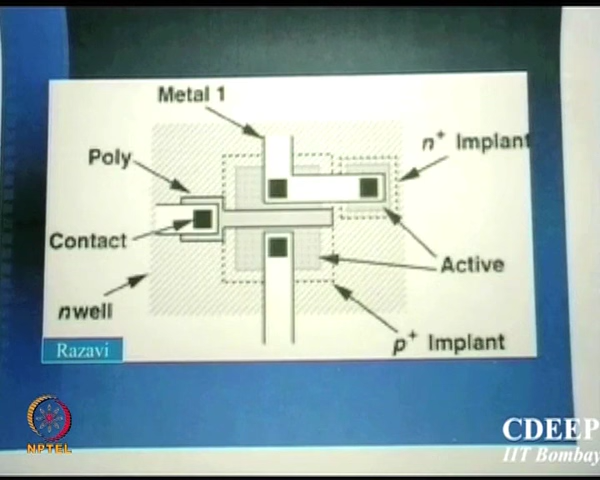 Metal 1
n+ Implant
Poly
Contact
Active
nwell
p+ Implant
Razavi
NPTEL
CDEEP
IIT Bombay